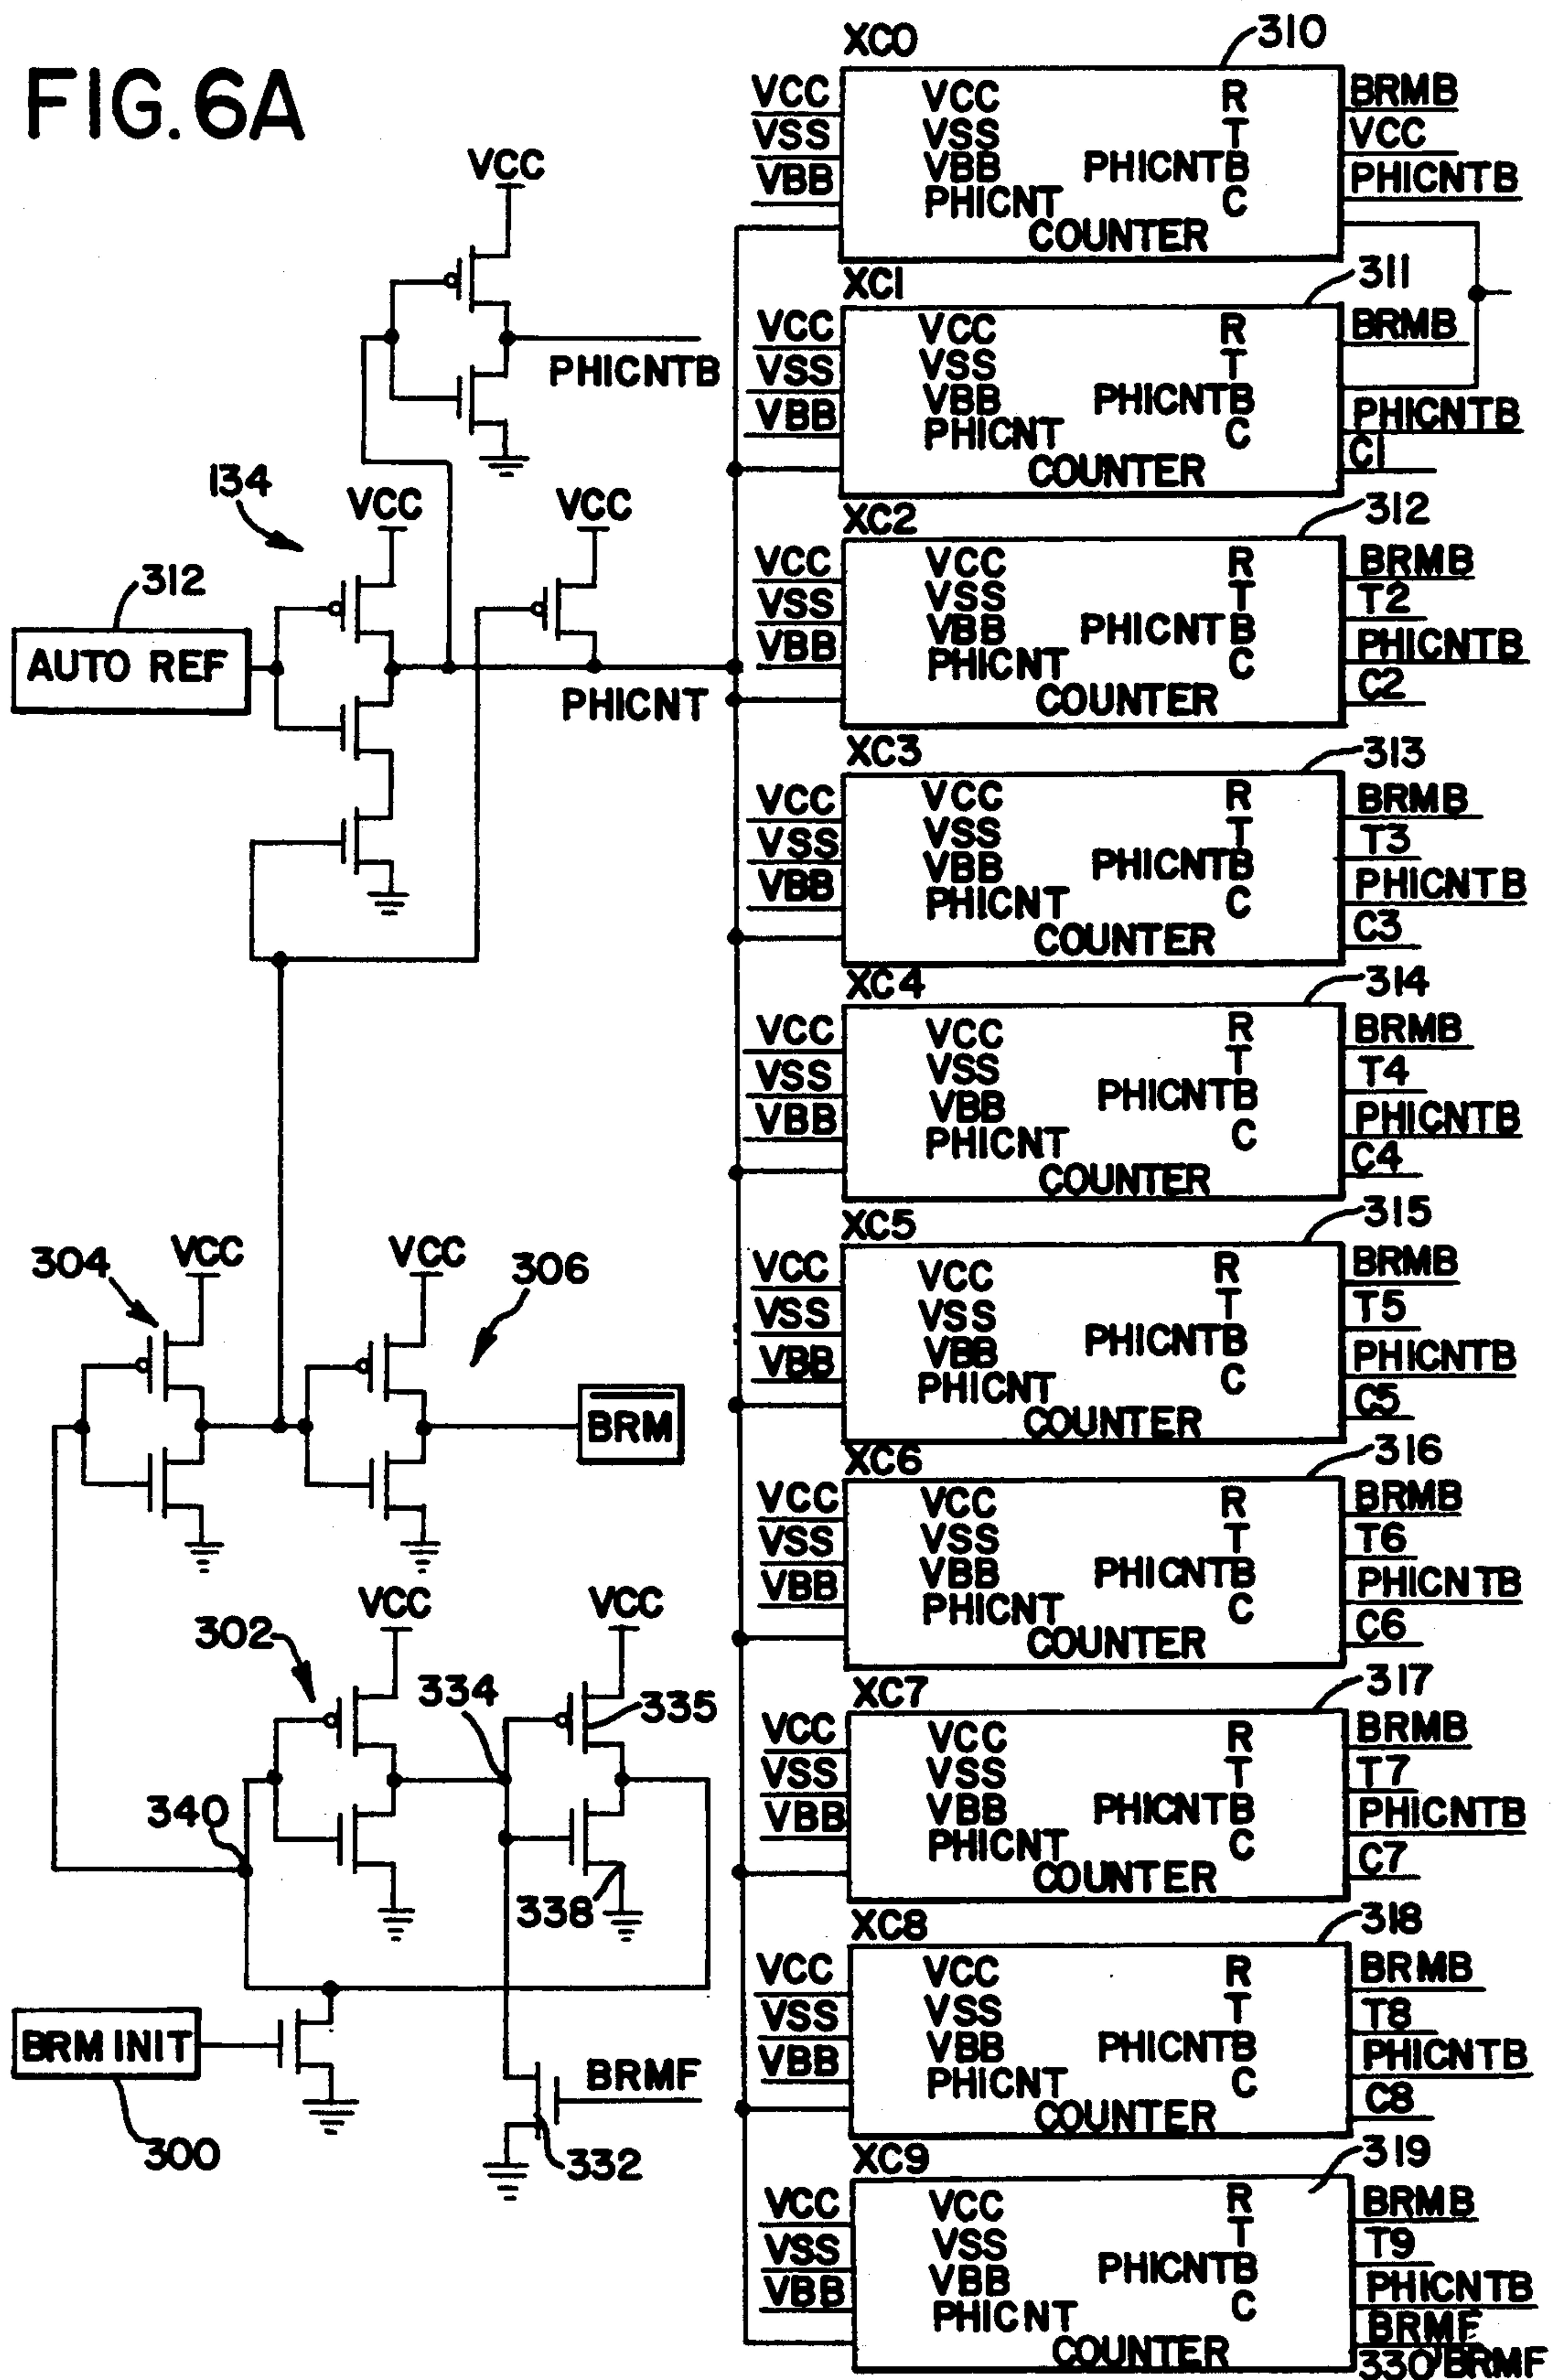 FIG. 6A
VCC
PHICNTB
134
VCC
VCC
312
AUTO REF
PHICNT
304
VCC
VCC
306
BRM
302
VCC
VCC
334
335
340
338
BRM INIT
300
BRMF
332
XC0
310
VCC VCC R BRMB
VSS VSS T VCC
VBB VBB PHICNTB PHICNTB
PHICNT C
COUNTER
XC1
311
VCC VCC R BRMB
VSS VSS T
VBB VBB PHICNTB PHICNTB
PHICNT C C1
COUNTER
XC2
312
VCC VCC R BRMB
VSS VSS T T2
VBB VBB PHICNTB PHICNTB
PHICNT C C2
COUNTER
XC3
313
VCC VCC R BRMB
VSS VSS T T3
VBB VBB PHICNTB PHICNTB
PHICNT C C3
COUNTER
XC4
314
VCC VCC R BRMB
VSS VSS T T4
VBB VBB PHICNTB PHICNTB
PHICNT C C4
COUNTER
XC5
315
VCC VCC R BRMB
VSS VSS T T5
VBB VBB PHICNTB PHICNTB
PHICNT C C5
COUNTER
XC6
316
VCC VCC R BRMB
VSS VSS T T6
VBB VBB PHICNTB PHICNTB
PHICNT C C6
COUNTER
XC7
317
VCC VCC R BRMB
VSS VSS T T7
VBB VBB PHICNTB PHICNTB
PHICNT C C7
COUNTER
XC8
318
VCC VCC R BRMB
VSS VSS T T8
VBB VBB PHICNTB PHICNTB
PHICNT C C8
COUNTER
XC9
319
VCC VCC R BRMB
VSS VSS T T9
VBB VBB PHICNTB PHICNTB
PHICNT C BRMF
COUNTER 330 BRMF